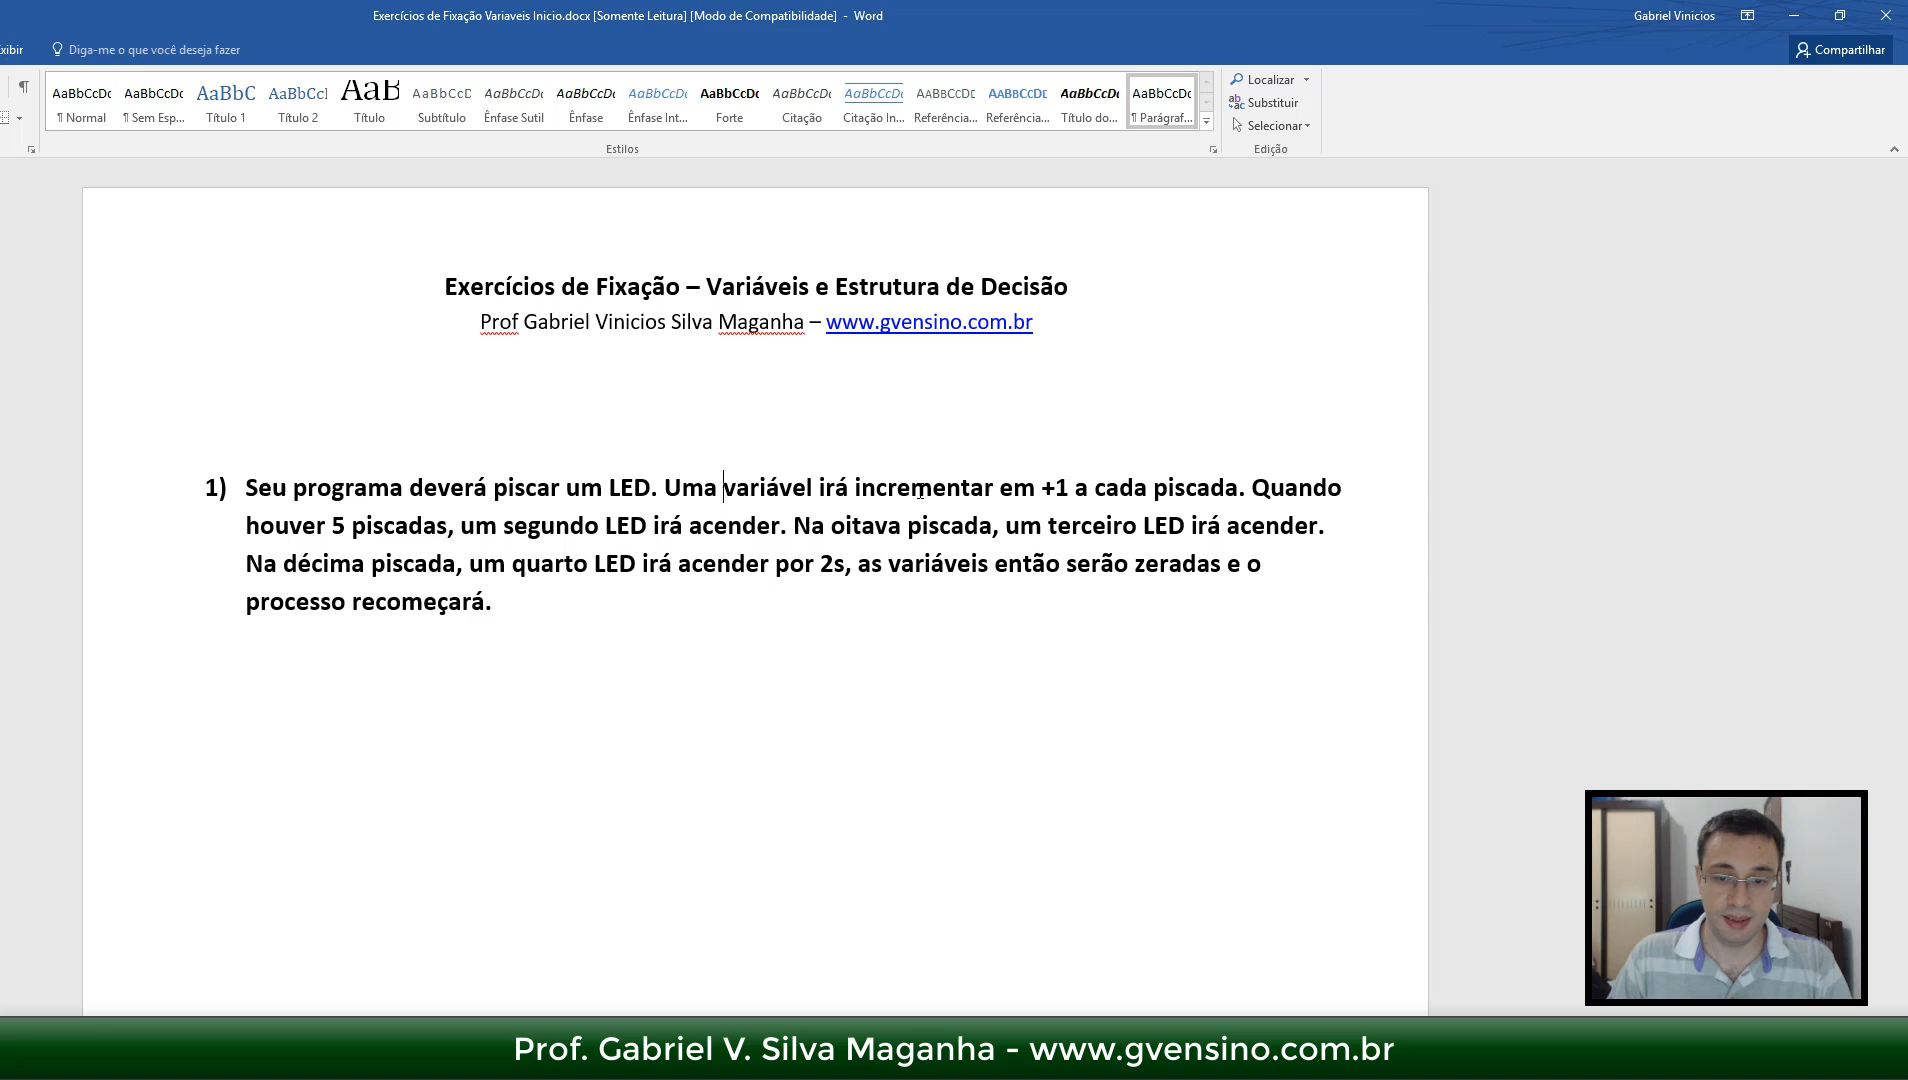 Exercícios de Fixação Variaveis Inicio.docx [Somente Leitura] [Modo de Compatibilidade] - Word
Gabriel Vinicios
xibir
Diga-me o que você deseja fazer
Compartilhar
AaBbCcDc AaBbCcDc AaBbC AaBbCcI AaB AaBbCcD AaBbCcDc AaBbCcDc AaBbCcDc AaBbCcDc AaBbCcDc AaBbCcDc AaBbCcDc AaBbCcDc AaBbCcDc AaBbCcDc
¶ Normal ¶ Sem Esp... Título 1 Título 2 Título Subtítulo Ênfase Sutil Ênfase Ênfase Int... Forte Citação Citação In... Referência... Referência... Título do... ¶ Parágraf...
Localizar
Substituir
Selecionar
Estilos
Edição
Exercícios de Fixação – Variáveis e Estrutura de Decisão
Prof Gabriel Vinicios Silva Maganha – www.gvensino.com.br
1) Seu programa deverá piscar um LED. Uma variável irá incrementar em +1 a cada piscada. Quando
houver 5 piscadas, um segundo LED irá acender. Na oitava piscada, um terceiro LED irá acender.
Na décima piscada, um quarto LED irá acender por 2s, as variáveis então serão zeradas e o
processo recomeçará.
Prof. Gabriel V. Silva Maganha - www.gvensino.com.br